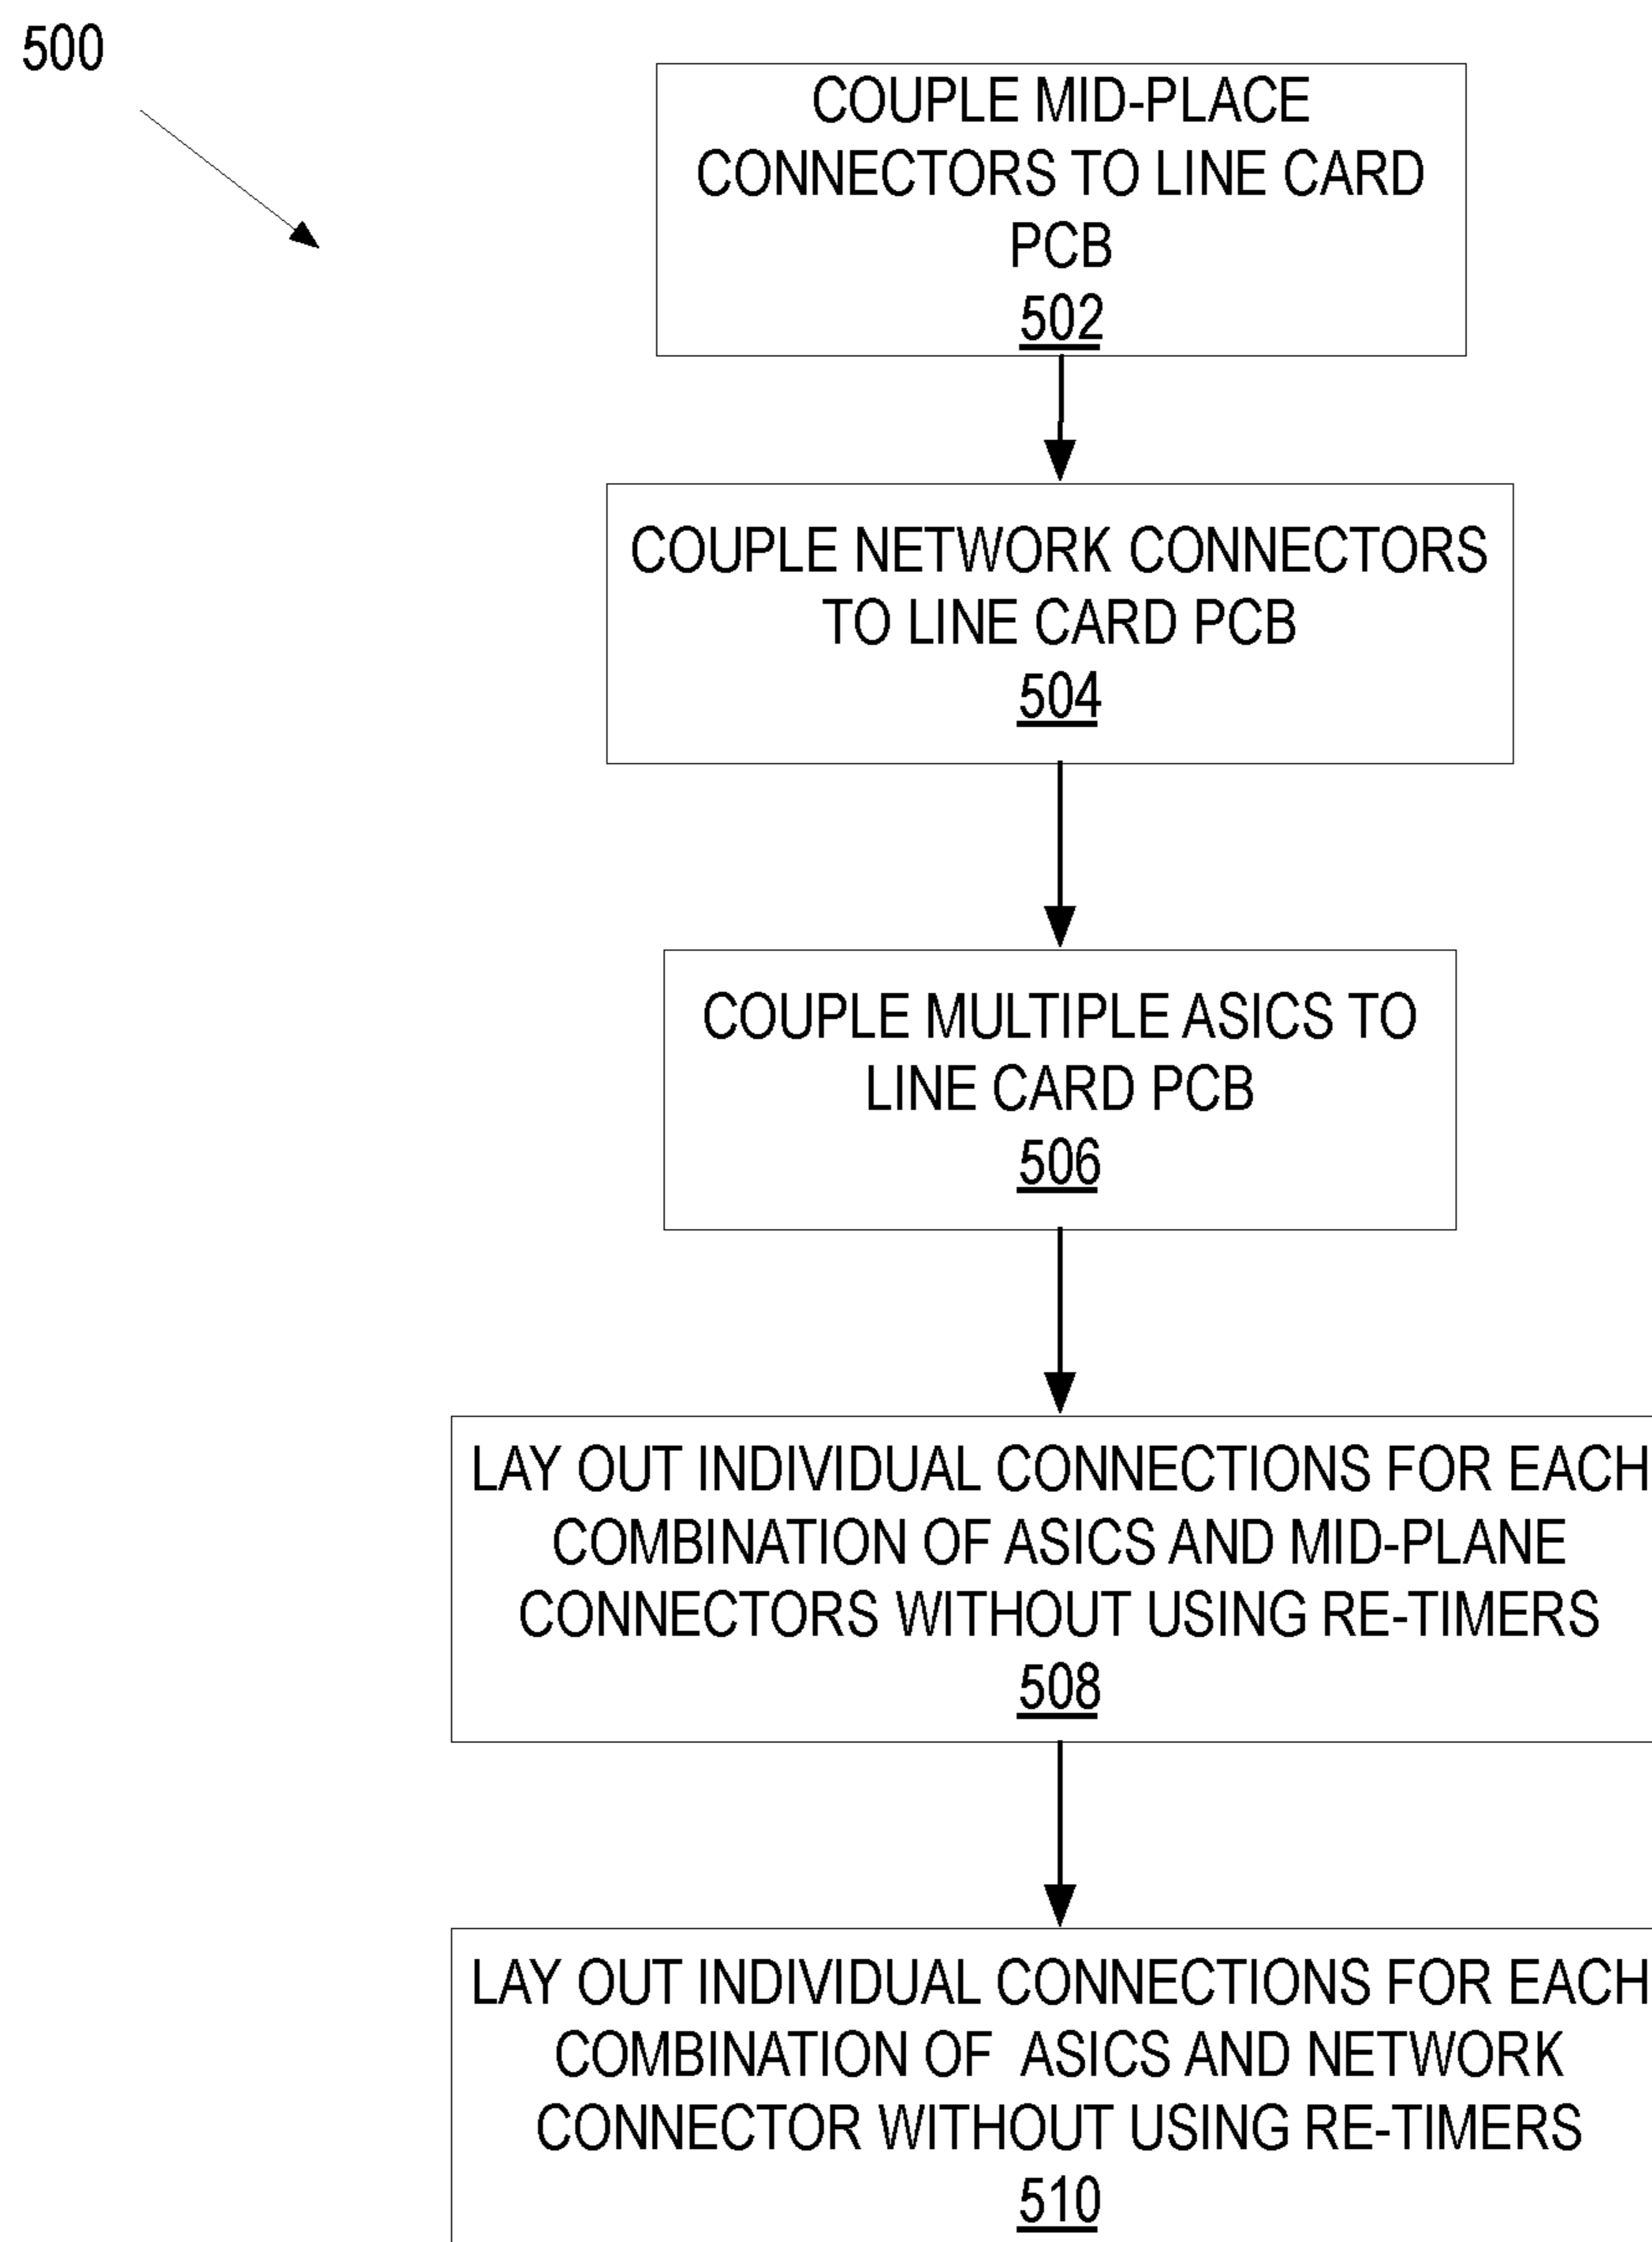 500
COUPLE MID-PLACE
CONNECTORS TO LINE CARD
PCB
502
COUPLE NETWORK CONNECTORS
TO LINE CARD PCB
504
COUPLE MULTIPLE ASICS TO
LINE CARD PCB
506
LAY OUT INDIVIDUAL CONNECTIONS FOR EACH
COMBINATION OF ASICS AND MID-PLANE
CONNECTORS WITHOUT USING RE-TIMERS
508
LAY OUT INDIVIDUAL CONNECTIONS FOR EACH
COMBINATION OF ASICS AND NETWORK
CONNECTOR WITHOUT USING RE-TIMERS
510